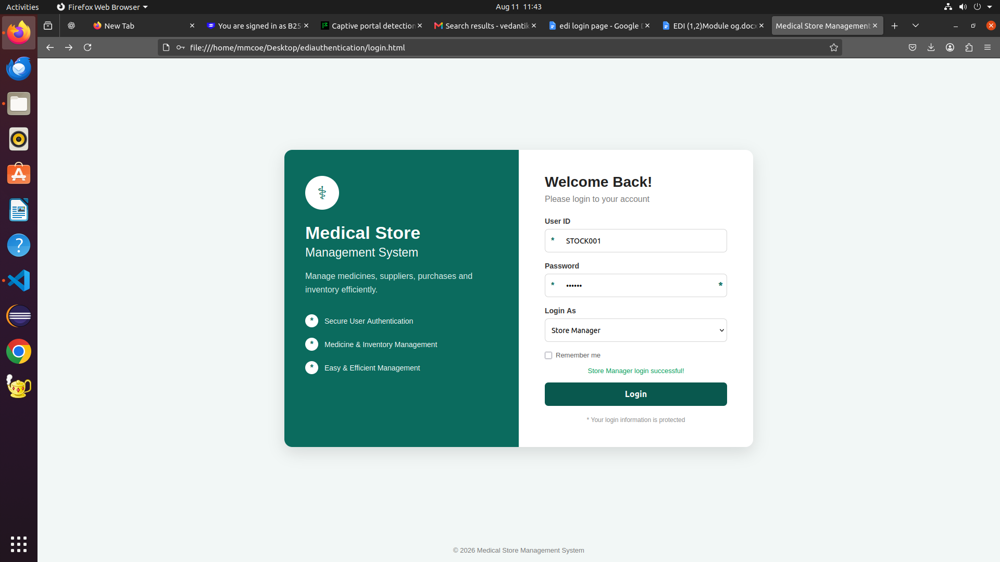 Activities
Firefox Web Browser
Aug 11 11:43
New Tab
You are signed in as B25
Captive portal detection
Search results - vedantik
edi login page - Google
EDI (1,2)Module og.docx
Medical Store Management
file:///home/mmcoe/Desktop/ediauthentication/login.html
Medical Store
Management System
Manage medicines, suppliers, purchases and
inventory efficiently.
* Secure User Authentication
* Medicine & Inventory Management
* Easy & Efficient Management
Welcome Back!
Please login to your account
User ID
* STOCK001
Password
* •••••• *
Login As
Store Manager
Remember me
Store Manager login successful!
Login
* Your login information is protected
© 2026 Medical Store Management System